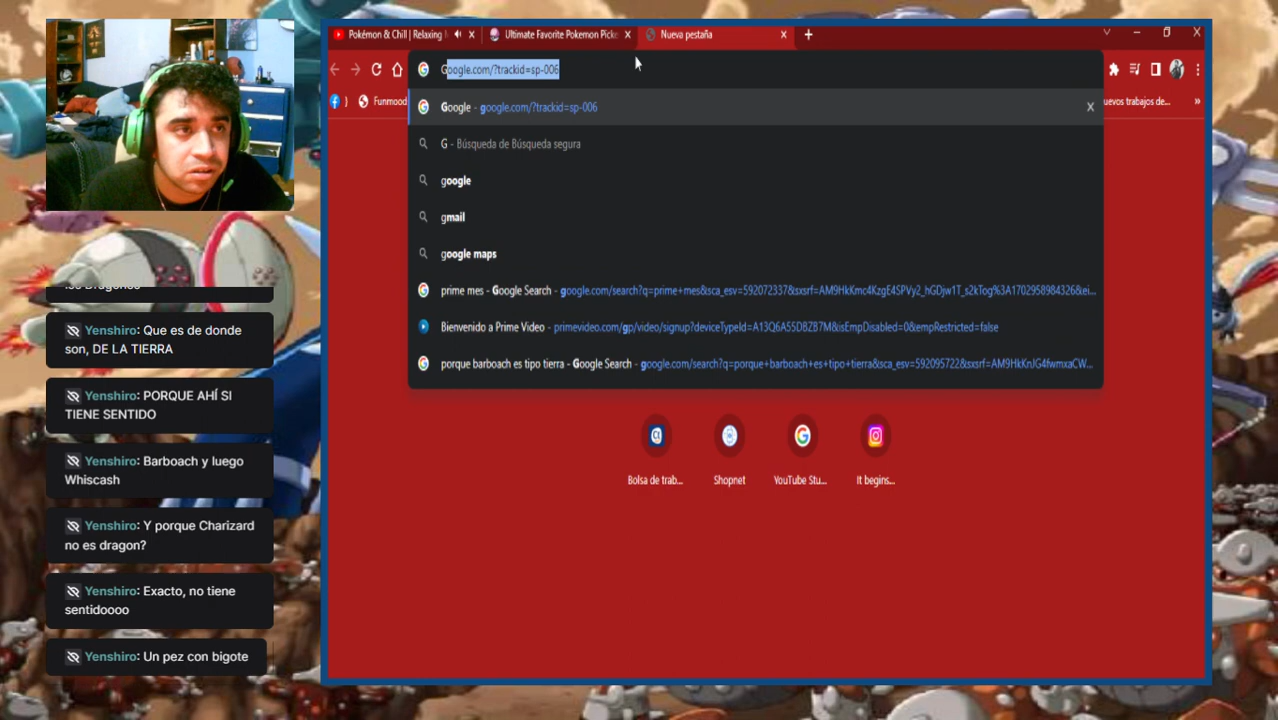 Pokémon & Chill | Relaxing
Ultimate Favorite Pokemon Picke
Nueva pestaña
Google.com/?trackid=sp-006
Funmood
uevos trabajos de...
»
Google - google.com/?trackid=sp-006
G - Búsqueda de Búsqueda segura
google
gmail
google maps
prime mes - Google Search - google.com/search?q=prime+mes&sca_esv=592072337&sxsrf=AM9HkKmc4KzgE4SPVy2_hGDjw1T_s2kTog%3A1702958984326&ei...
Bienvenido a Prime Video - primevideo.com/gp/video/signup?deviceTypeId=A13Q6A55DBZB7M&isEmpDisabled=0&empRestricted=false
porque barboach es tipo tierra - Google Search - google.com/search?q=porque+barboach+es+tipo+tierra&sca_esv=592095722&sxsrf=AM9HkKnJG4fwmxaCW...
Bolsa de trab...
Shopnet
YouTube Stu...
It begins...
Yenshiro: Que es de donde
son, DE LA TIERRA
Yenshiro: PORQUE AHÍ SI
TIENE SENTIDO
Yenshiro: Barboach y luego
Whiscash
Yenshiro: Y porque Charizard
no es dragon?
Yenshiro: Exacto, no tiene
sentidoooo
Yenshiro: Un pez con bigote